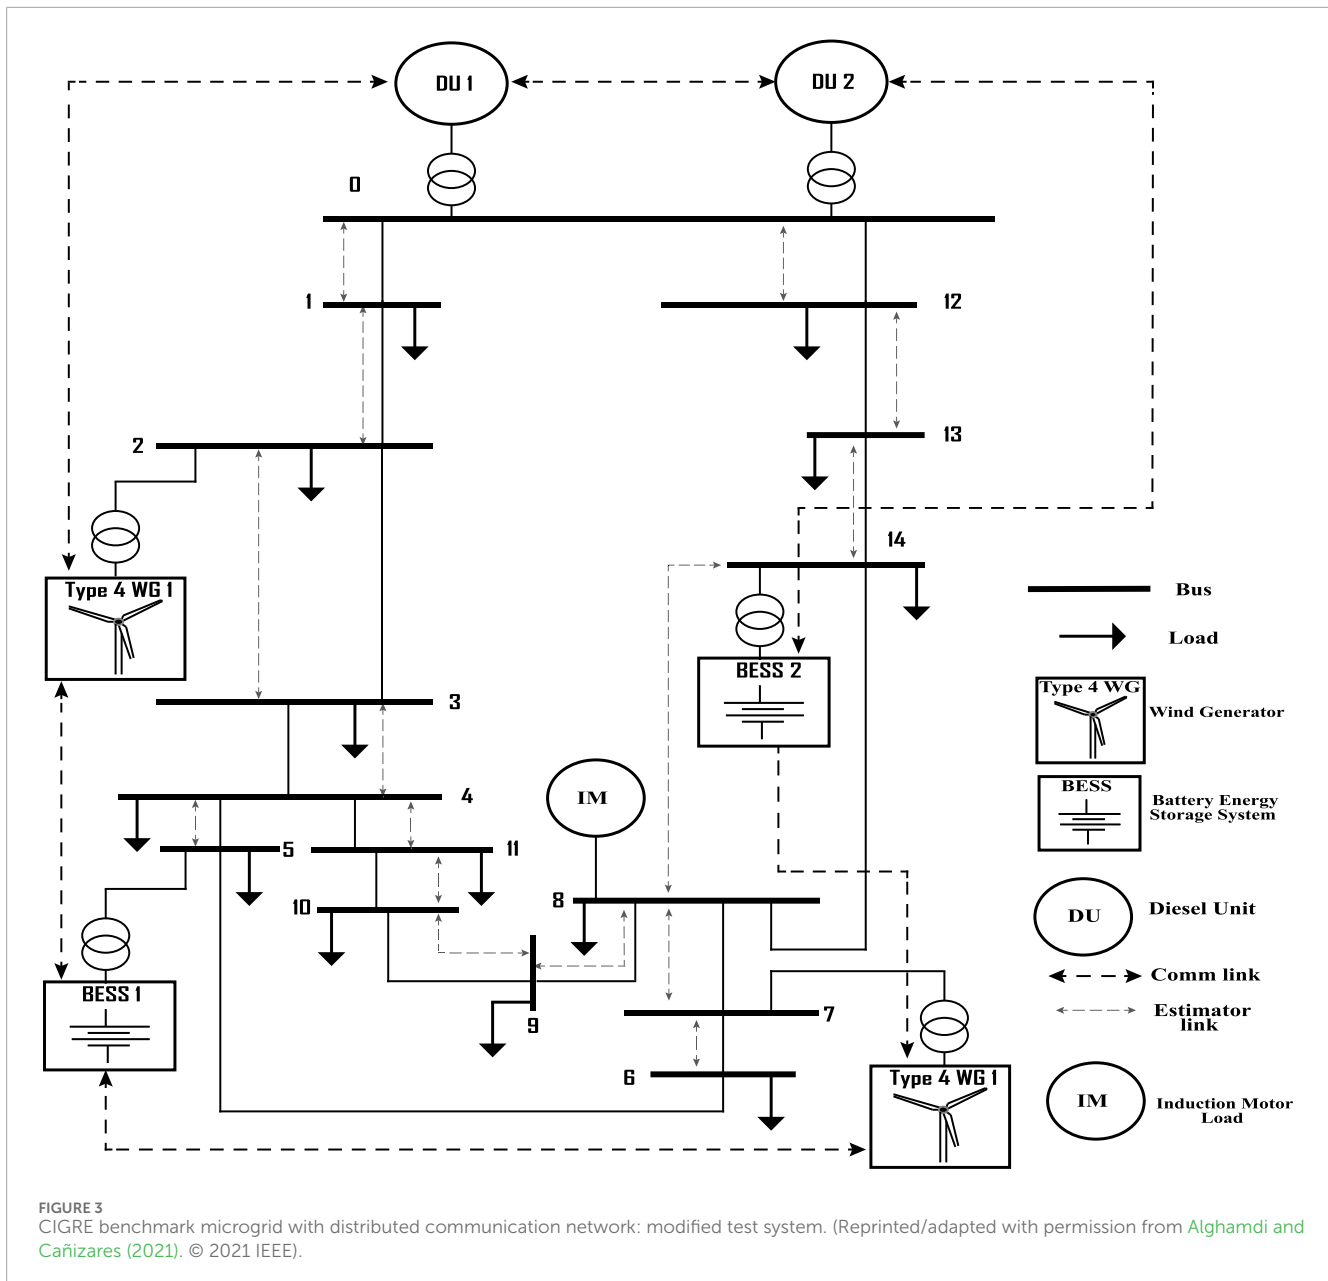 DU 1
DU 2
0
1
12
2
13
14
Type 4 WG 1
BESS 2
3
IM
4
5
11
10
8
BESS 1
9
7
6
Type 4 WG 1
Bus
Load
Type 4 WG
Wind Generator
BESS
Battery Energy
Storage System
DU
Diesel Unit
Comm link
Estimator
link
IM
Induction Motor
Load
FIGURE 3
CIGRE benchmark microgrid with distributed communication network: modified test system. (Reprinted/adapted with permission from Alghamdi and
Cañizares (2021). © 2021 IEEE).